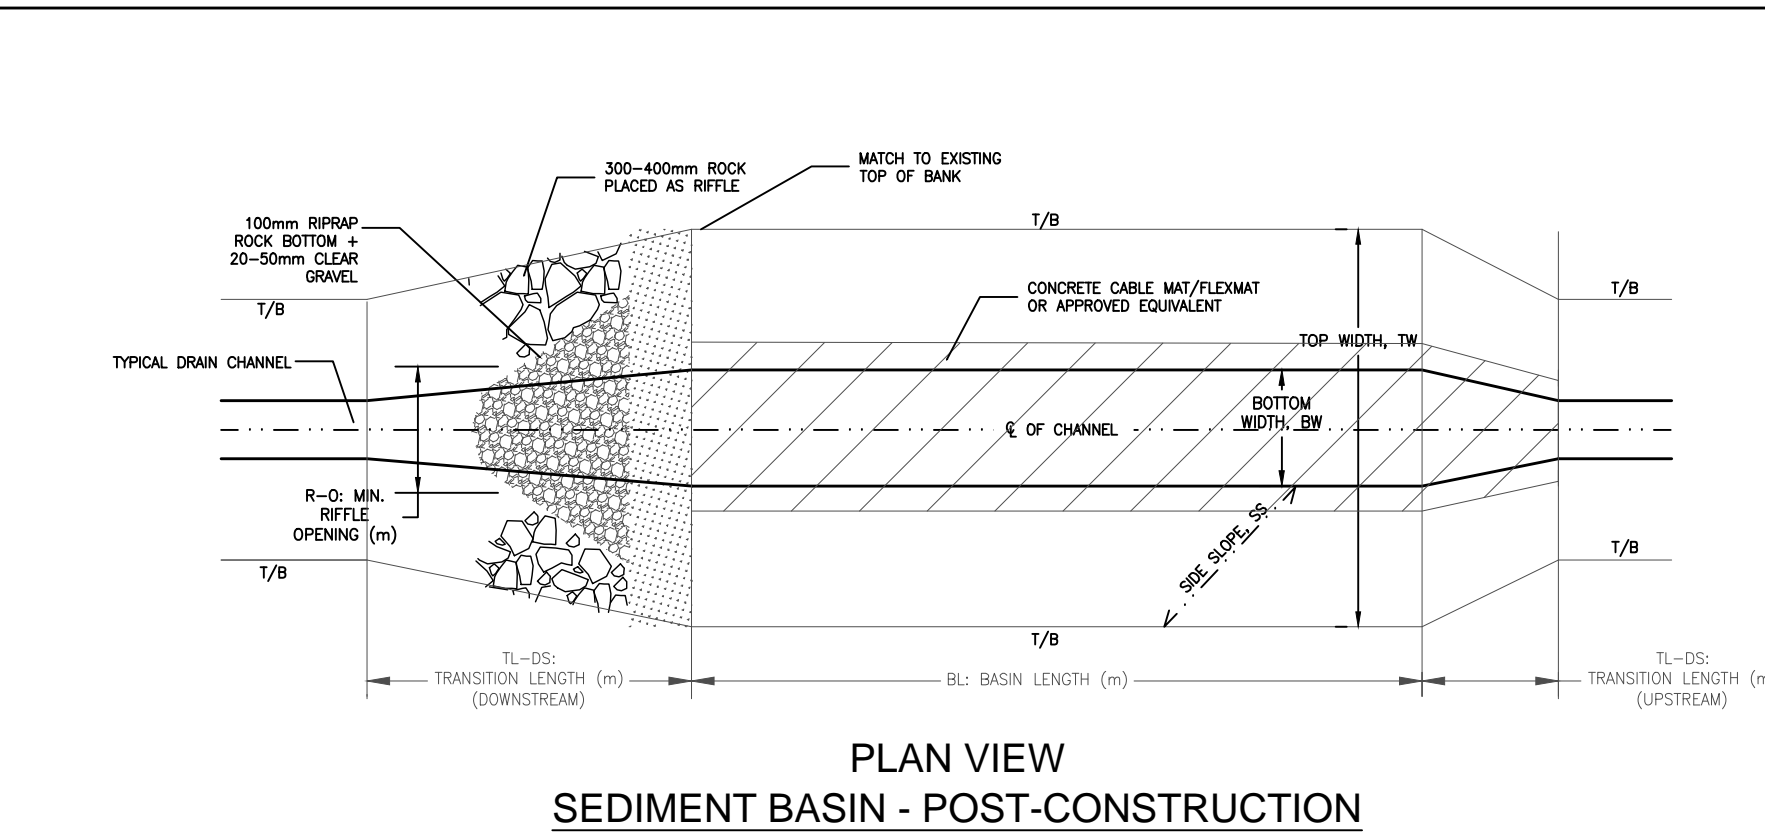 300-400mm ROCK
PLACED AS RIFFLE
MATCH TO EXISTING
TOP OF BANK
100mm RIPRAP
ROCK BOTTOM +
20-50mm CLEAR
GRAVEL
T/B
T/B
T/B
CONCRETE CABLE MAT/FLEXMAT
OR APPROVED EQUIVALENT
TOP WIDTH, TW
TYPICAL DRAIN CHANNEL
BOTTOM
WIDTH, BW
℄ OF CHANNEL
R-O: MIN.
RIFFLE
OPENING (m)
SIDE SLOPE, SS
T/B
T/B
T/B
TL-DS:
TRANSITION LENGTH (m)
(DOWNSTREAM)
BL: BASIN LENGTH (m)
TL-DS:
TRANSITION LENGTH (m
(UPSTREAM)
PLAN VIEW
SEDIMENT BASIN - POST-CONSTRUCTION